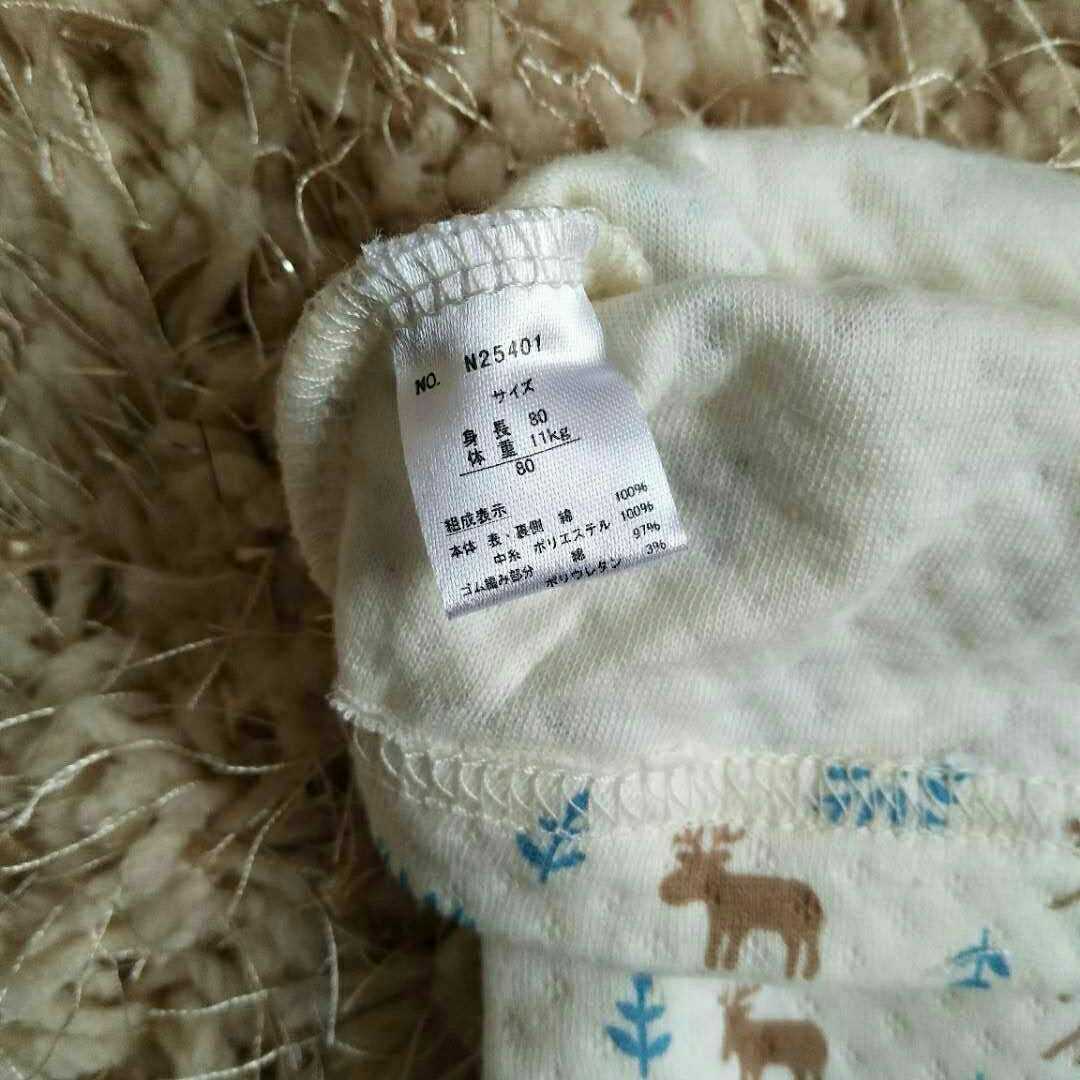 NO. N25401
サイズ
身長 80
体重 11kg
80
組成表示
本体 表・裏側 綿 100%
中糸 ポリエステル 100%
ゴム編み部分 綿 97%
ポリウレタン 3%